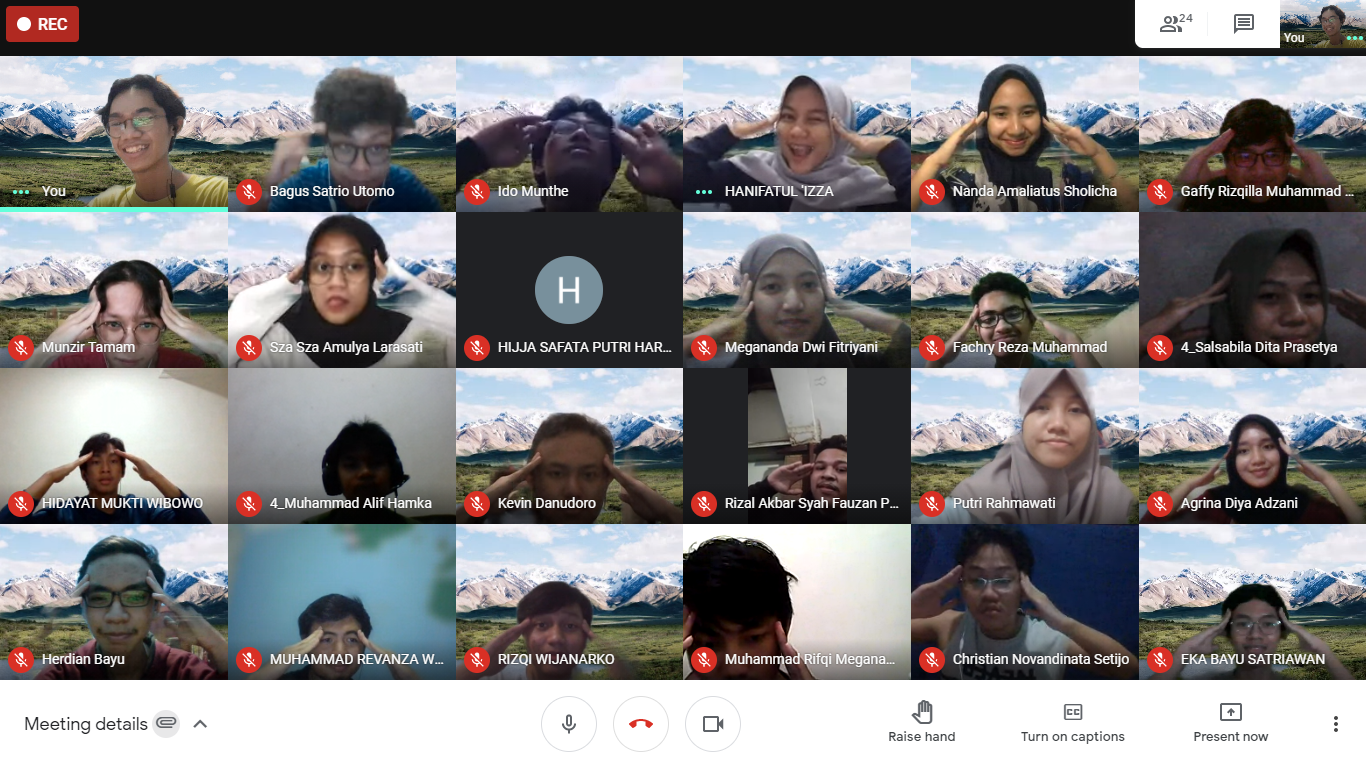 REC
24
You
You
Bagus Satrio Utomo
Ido Munthe
HANIFATUL 'IZZA
Nanda Amaliatus Sholicha
Gaffy Rizqilla Muhammad ...
Munzir Tamam
Sza Sza Amulya Larasati
H
HIJJA SAFATA PUTRI HAR...
Megananda Dwi Fitriyani
Fachry Reza Muhammad
4_Salsabila Dita Prasetya
HIDAYAT MUKTI WIBOWO
4_Muhammad Alif Hamka
Kevin Danudoro
Rizal Akbar Syah Fauzan P...
Putri Rahmawati
Agrina Diya Adzani
Herdian Bayu
MUHAMMAD REVANZA W...
RIZQI WIJANARKO
Muhammad Rifqi Megana...
Christian Novandinata Setijo
EKA BAYU SATRIAWAN
Meeting details
Raise hand
CC
Turn on captions
Present now